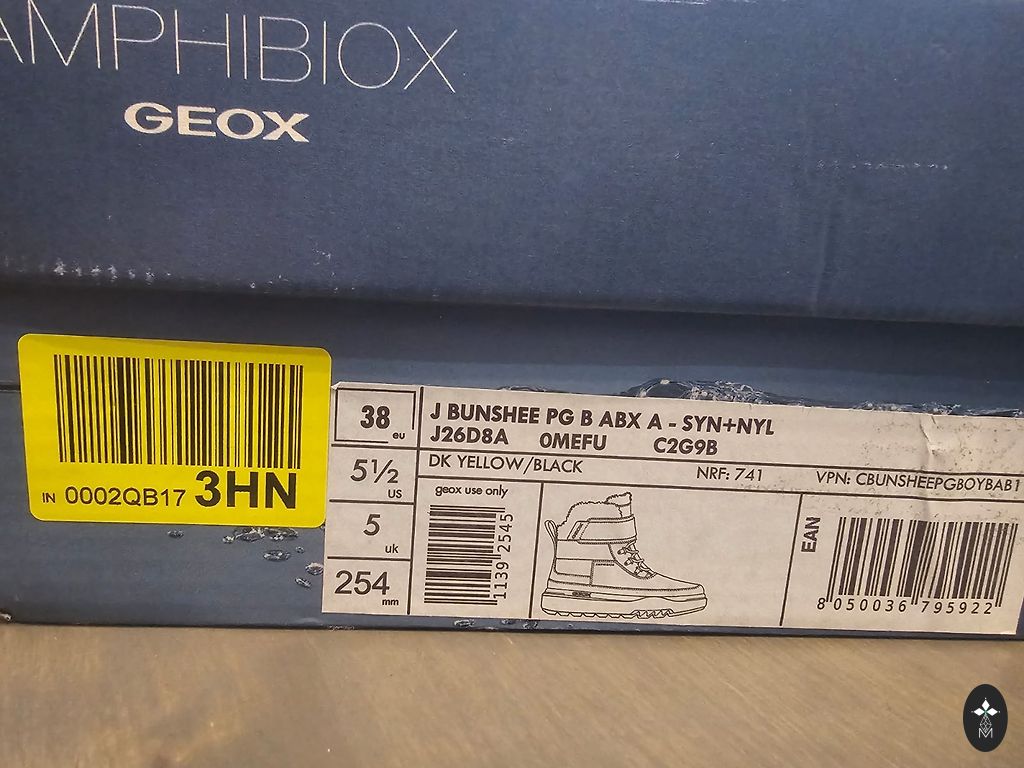 AMPHIBIOX
GEOX
IN 0002QB17 3HN
38 eu
5½ US
5 uk
254 mm
J BUNSHEE PG B ABX A - SYN+NYL
J26D8A 0MEFU C2G9B
DK YELLOW/BLACK NRF: 741 VPN: CBUNSHEEPGBOYBAB1
geox use only
1139 2545
GEOX
EAN
8 050036 795922
M